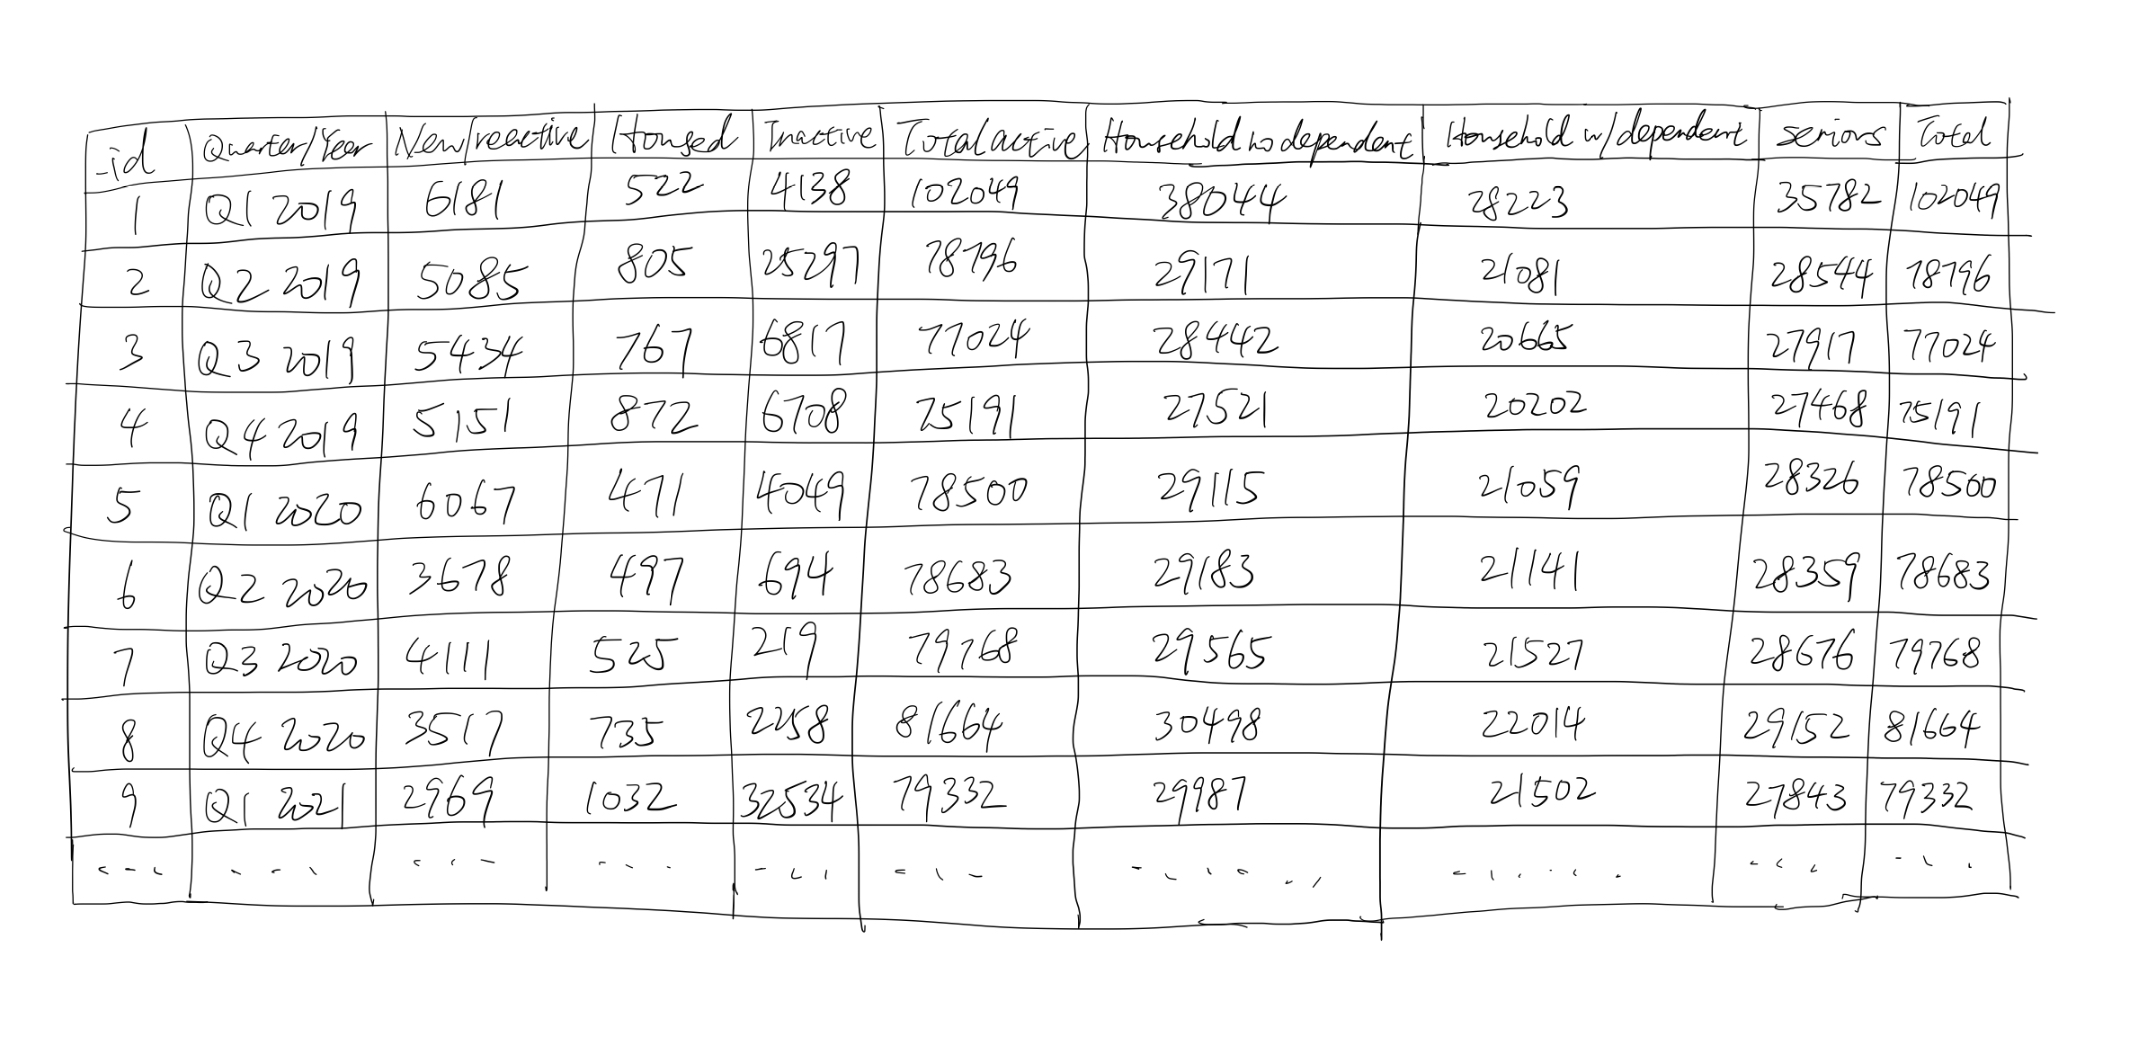 _id Quarter/Year New/reactive Housed Inactive Total active Household no dependent Household w/dependent seniors Total
1 Q1 2019 6181 522 4138 102049 38044 28223 35782 102049
2 Q2 2019 5085 805 25297 78796 29171 21081 28544 78796
3 Q3 2019 5434 767 6817 77024 28442 20665 27917 77024
4 Q4 2019 5151 872 6708 75191 27521 20202 27468 75191
5 Q1 2020 6067 471 4049 78500 29115 21059 28326 78500
6 Q2 2020 3678 497 694 78683 29183 21141 28359 78683
7 Q3 2020 4111 525 219 79768 29565 21527 28676 79768
8 Q4 2020 3517 735 2258 81664 30498 22014 29152 81664
9 Q1 2021 2969 1032 32534 79332 29987 21502 27843 79332
... ... ... ... ... ... ..... ...... ... ...